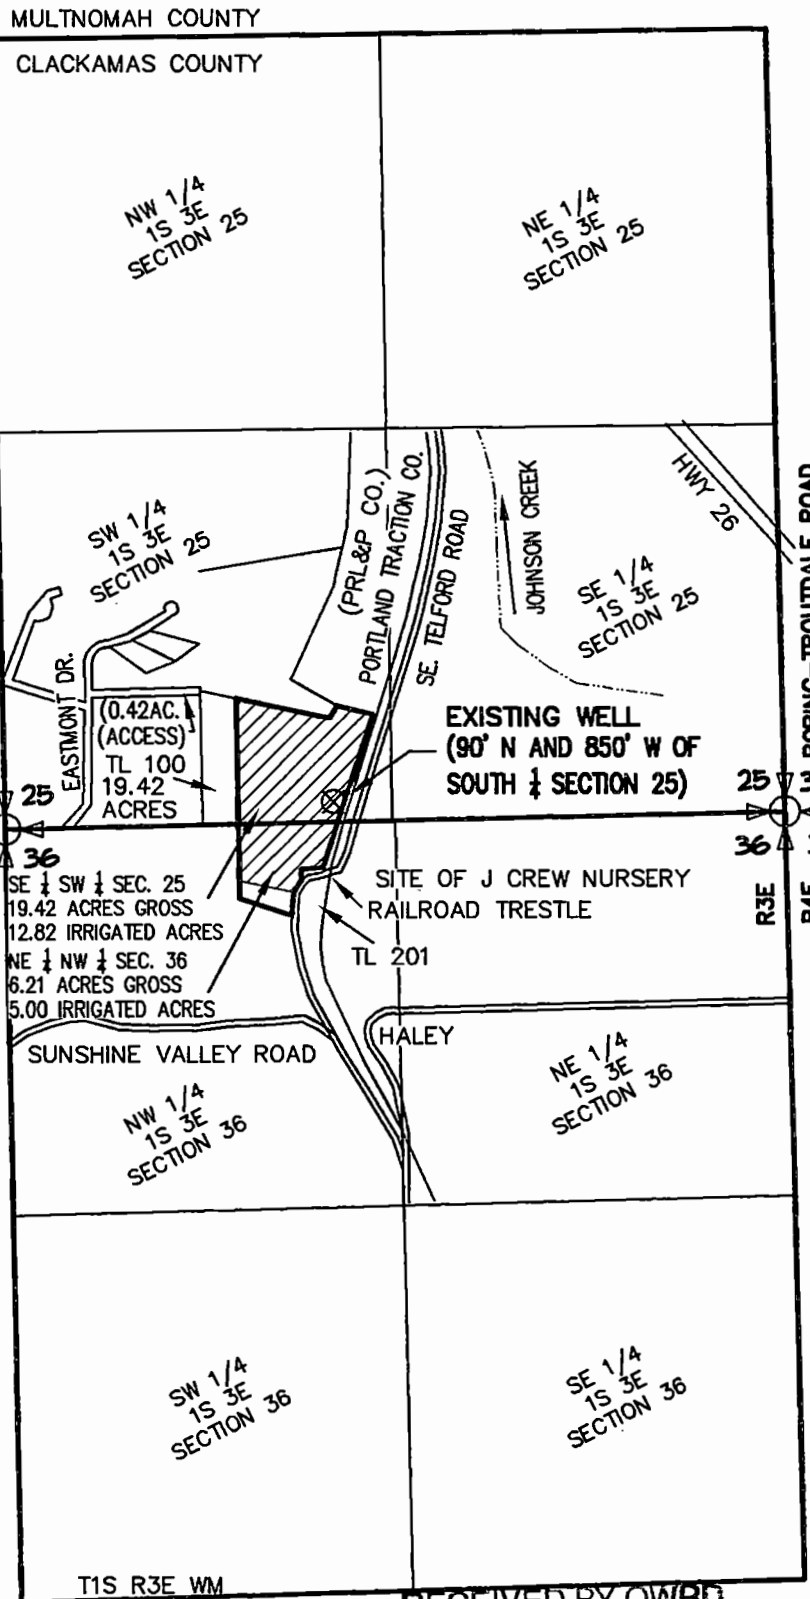 MULTNOMAH COUNTY
CLACKAMAS COUNTY
NW 1/4
1S 3E
SECTION 25
NE 1/4
1S 3E
SECTION 25
SW 1/4
1S 3E
SECTION 25
(PRL&P CO.)
PORTLAND TRACTION CO.
SE. TELFORD ROAD
JOHNSON CREEK
HWY 26
SE 1/4
1S 3E
SECTION 25
BORING-TROUTDALE ROAD
EASTMONT DR.
(0.42AC.
(ACCESS)
TL 100
19.42
ACRES
EXISTING WELL
(90' N AND 850' W OF
SOUTH ¼ SECTION 25)
25
36
25
36
R3E
R4E
SE ¼ SW ¼ SEC. 25
19.42 ACRES GROSS
12.82 IRRIGATED ACRES
NE ¼ NW ¼ SEC. 36
6.21 ACRES GROSS
5.00 IRRIGATED ACRES
SITE OF J CREW NURSERY
RAILROAD TRESTLE
TL 201
SUNSHINE VALLEY ROAD
HALEY
NW 1/4
1S 3E
SECTION 36
NE 1/4
1S 3E
SECTION 36
SW 1/4
1S 3E
SECTION 36
SE 1/4
1S 3E
SECTION 36
T1S R3E WM
RECEIVED BY OWRD